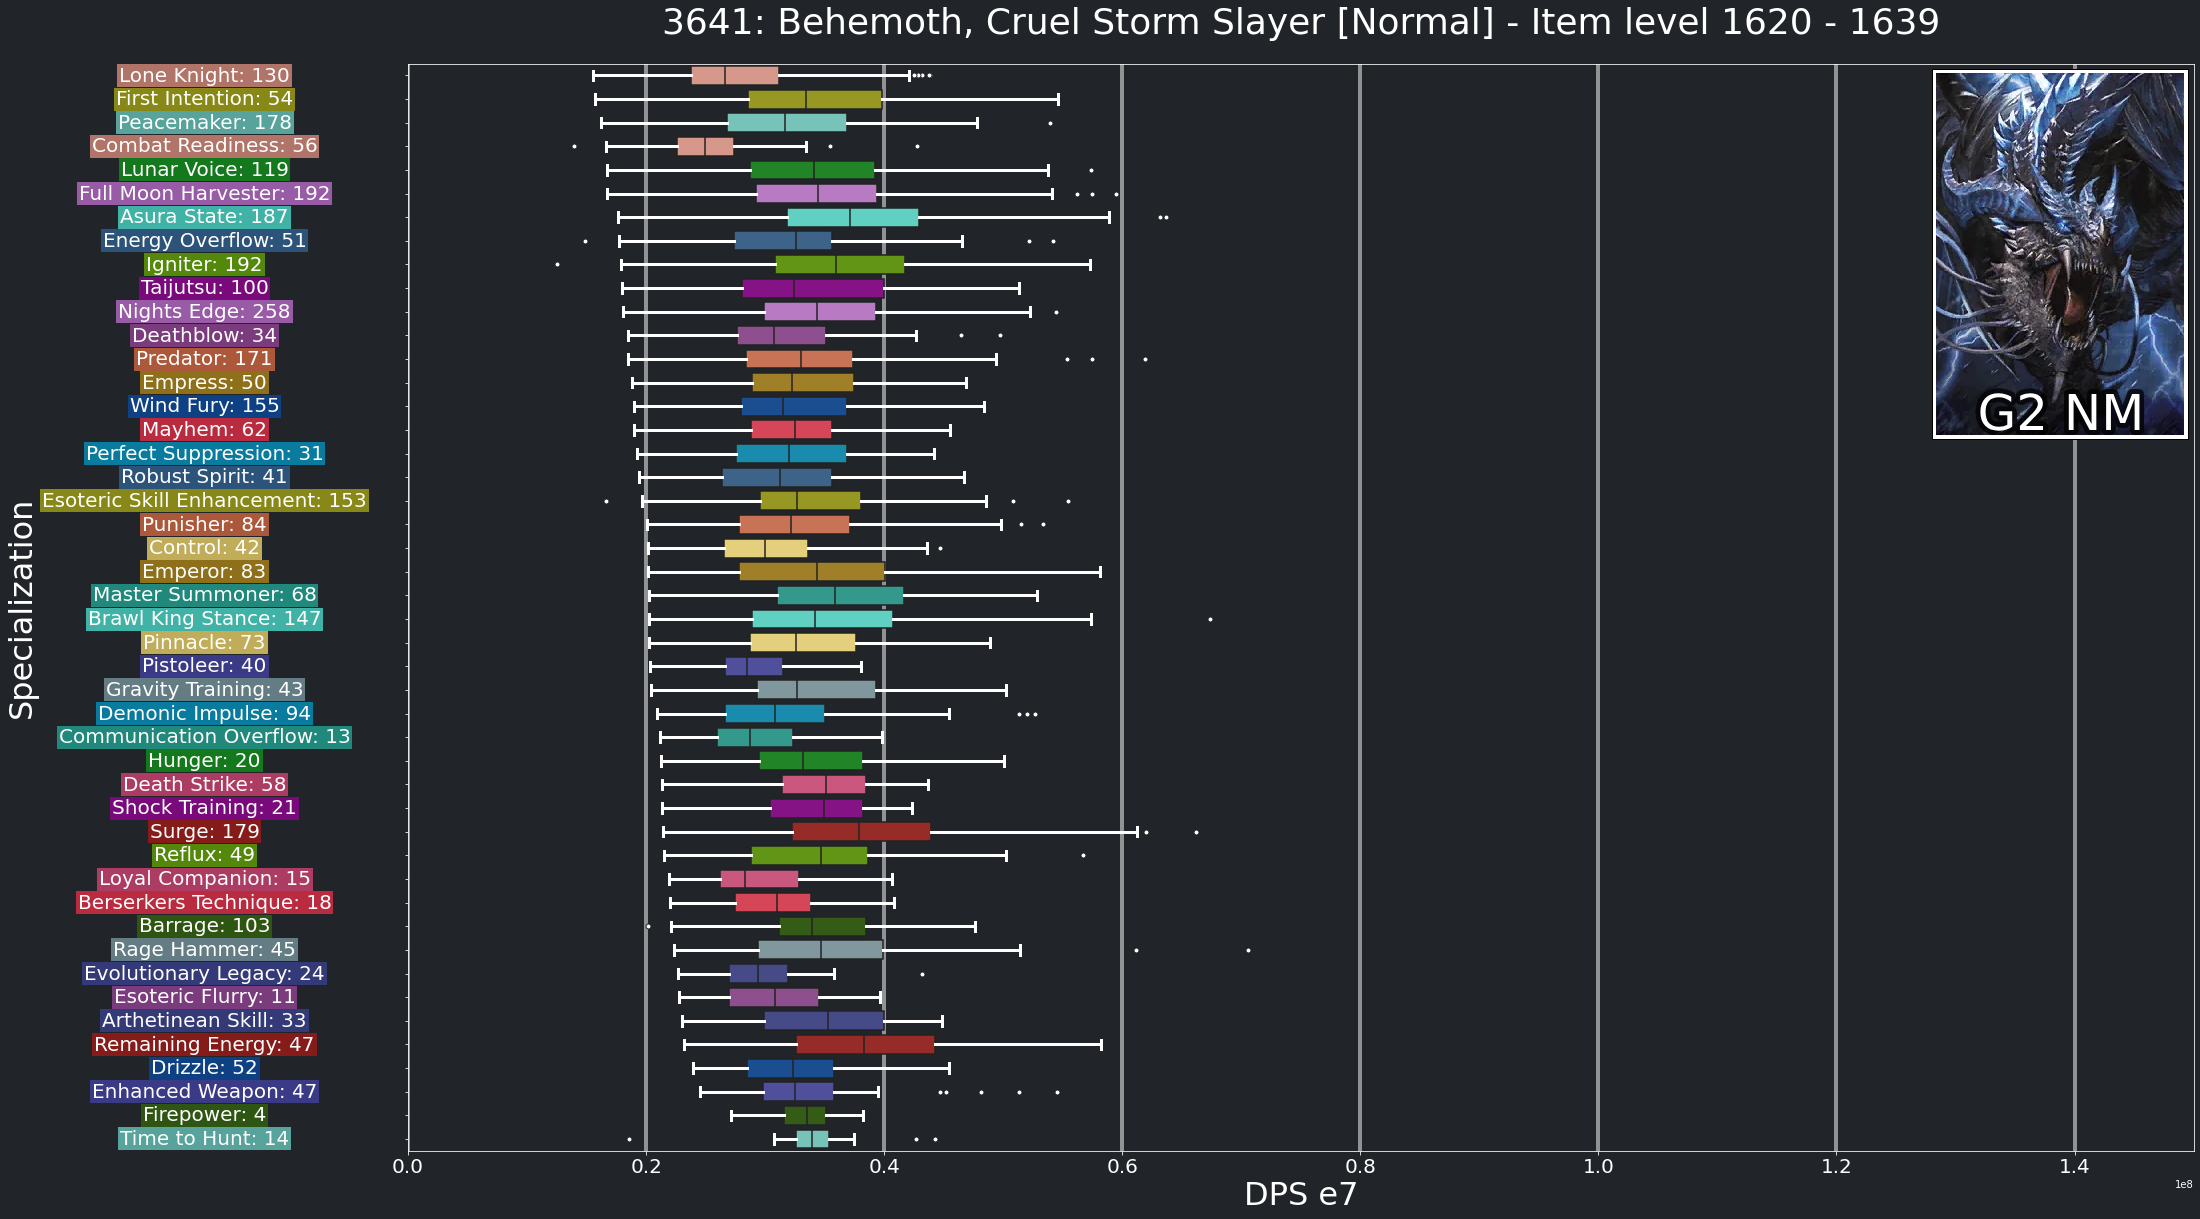 3641: Behemoth, Cruel Storm Slayer [Normal] - Item level 1620 - 1639
Lone Knight: 130
First Intention: 54
Peacemaker: 178
Combat Readiness: 56
Lunar Voice: 119
Full Moon Harvester: 192
Asura State: 187
Energy Overflow: 51
Igniter: 192
Taijutsu: 100
Nights Edge: 258
Deathblow: 34
Predator: 171
Empress: 50
Wind Fury: 155
Mayhem: 62
Perfect Suppression: 31
Robust Spirit: 41
Esoteric Skill Enhancement: 153
Punisher: 84
Control: 42
Emperor: 83
Master Summoner: 68
Brawl King Stance: 147
Pinnacle: 73
Pistoleer: 40
Gravity Training: 43
Demonic Impulse: 94
Communication Overflow: 13
Hunger: 20
Death Strike: 58
Shock Training: 21
Surge: 179
Reflux: 49
Loyal Companion: 15
Berserkers Technique: 18
Barrage: 103
Rage Hammer: 45
Evolutionary Legacy: 24
Esoteric Flurry: 11
Arthetinean Skill: 33
Remaining Energy: 47
Drizzle: 52
Enhanced Weapon: 47
Firepower: 4
Time to Hunt: 14
Specialization
G2 NM
0.0 0.2 0.4 0.6 0.8 1.0 1.2 1.4
1e8
DPS e7